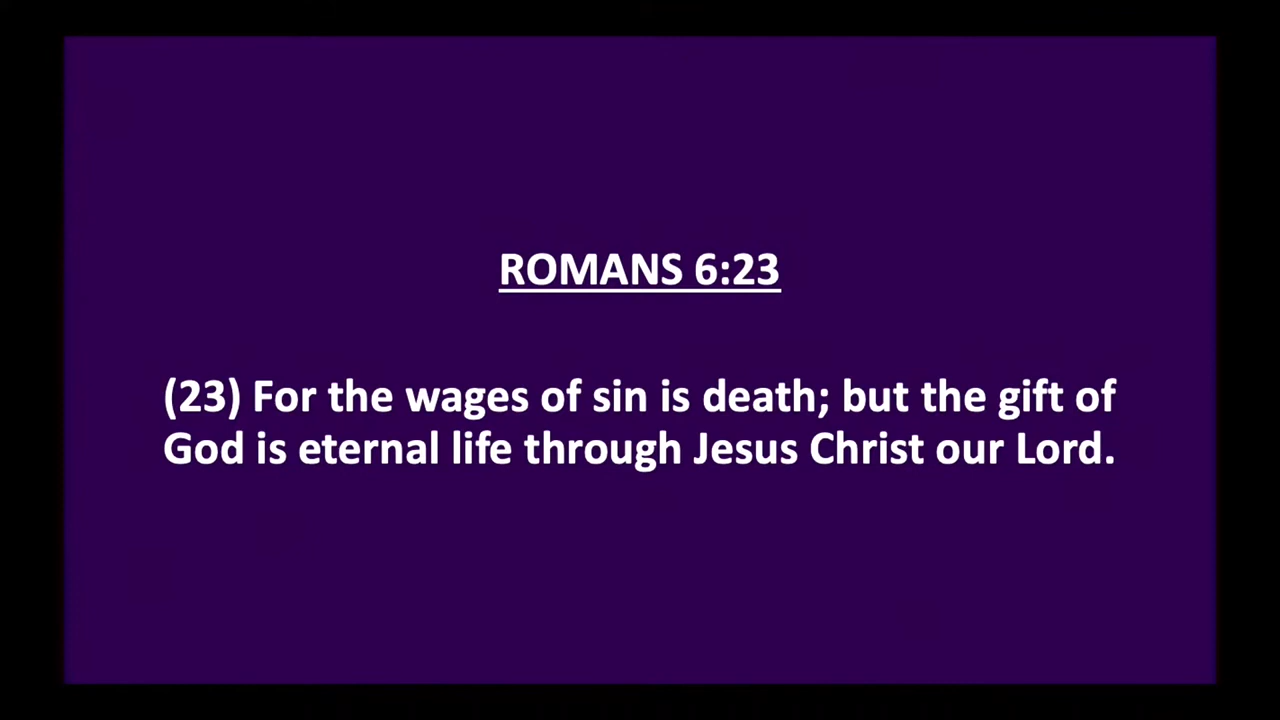 ROMANS 6:23
(23) For the wages of sin is death; but the gift of
God is eternal life through Jesus Christ our Lord.